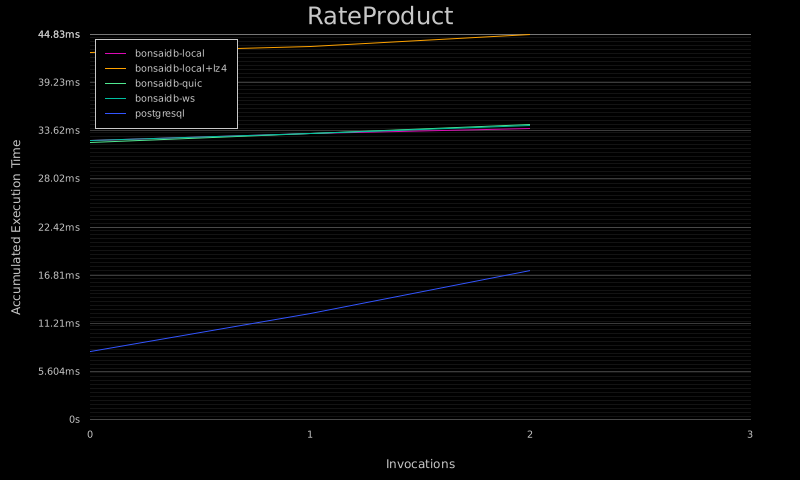 RateProduct
44.83ms
39.23ms
33.62ms
28.02ms
22.42ms
16.81ms
11.21ms
5.604ms
0s
Accumulated Execution Time
bonsaidb-local
bonsaidb-local+lz4
bonsaidb-quic
bonsaidb-ws
postgresql
0 1 2 3
Invocations